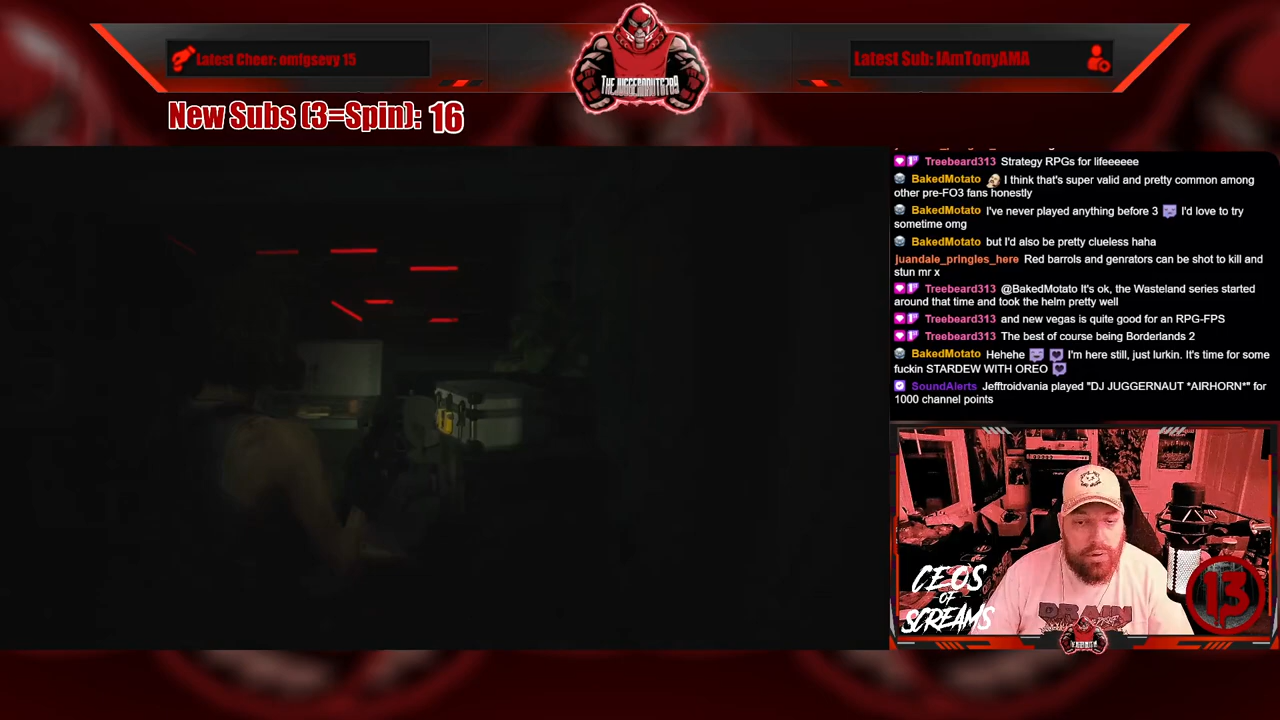 Latest Cheer: omfgsevy 15
THEJUGGERNAUT6789
Latest Sub: IAmTonyAMA
New Subs (3=Spin): 16
Treebeard313 Strategy RPGs for lifeeeeee
BakedMotato I think that's super valid and pretty common among
other pre-FO3 fans honestly
BakedMotato I've never played anything before 3 I'd love to try
sometime omg
BakedMotato but I'd also be pretty clueless haha
juandale_pringles_here Red barrols and genrators can be shot to kill and
stun mr x
Treebeard313 @BakedMotato It's ok, the Wasteland series started
around that time and took the helm pretty well
Treebeard313 and new vegas is quite good for an RPG-FPS
Treebeard313 The best of course being Borderlands 2
BakedMotato Hehehe I'm here still, just lurkin. It's time for some
fuckin STARDEW WITH OREO
SoundAlerts Jefftroidvania played "DJ JUGGERNAUT *AIRHORN*" for
1000 channel points
CEOS
OF
SCREAMS
DRAIN
13